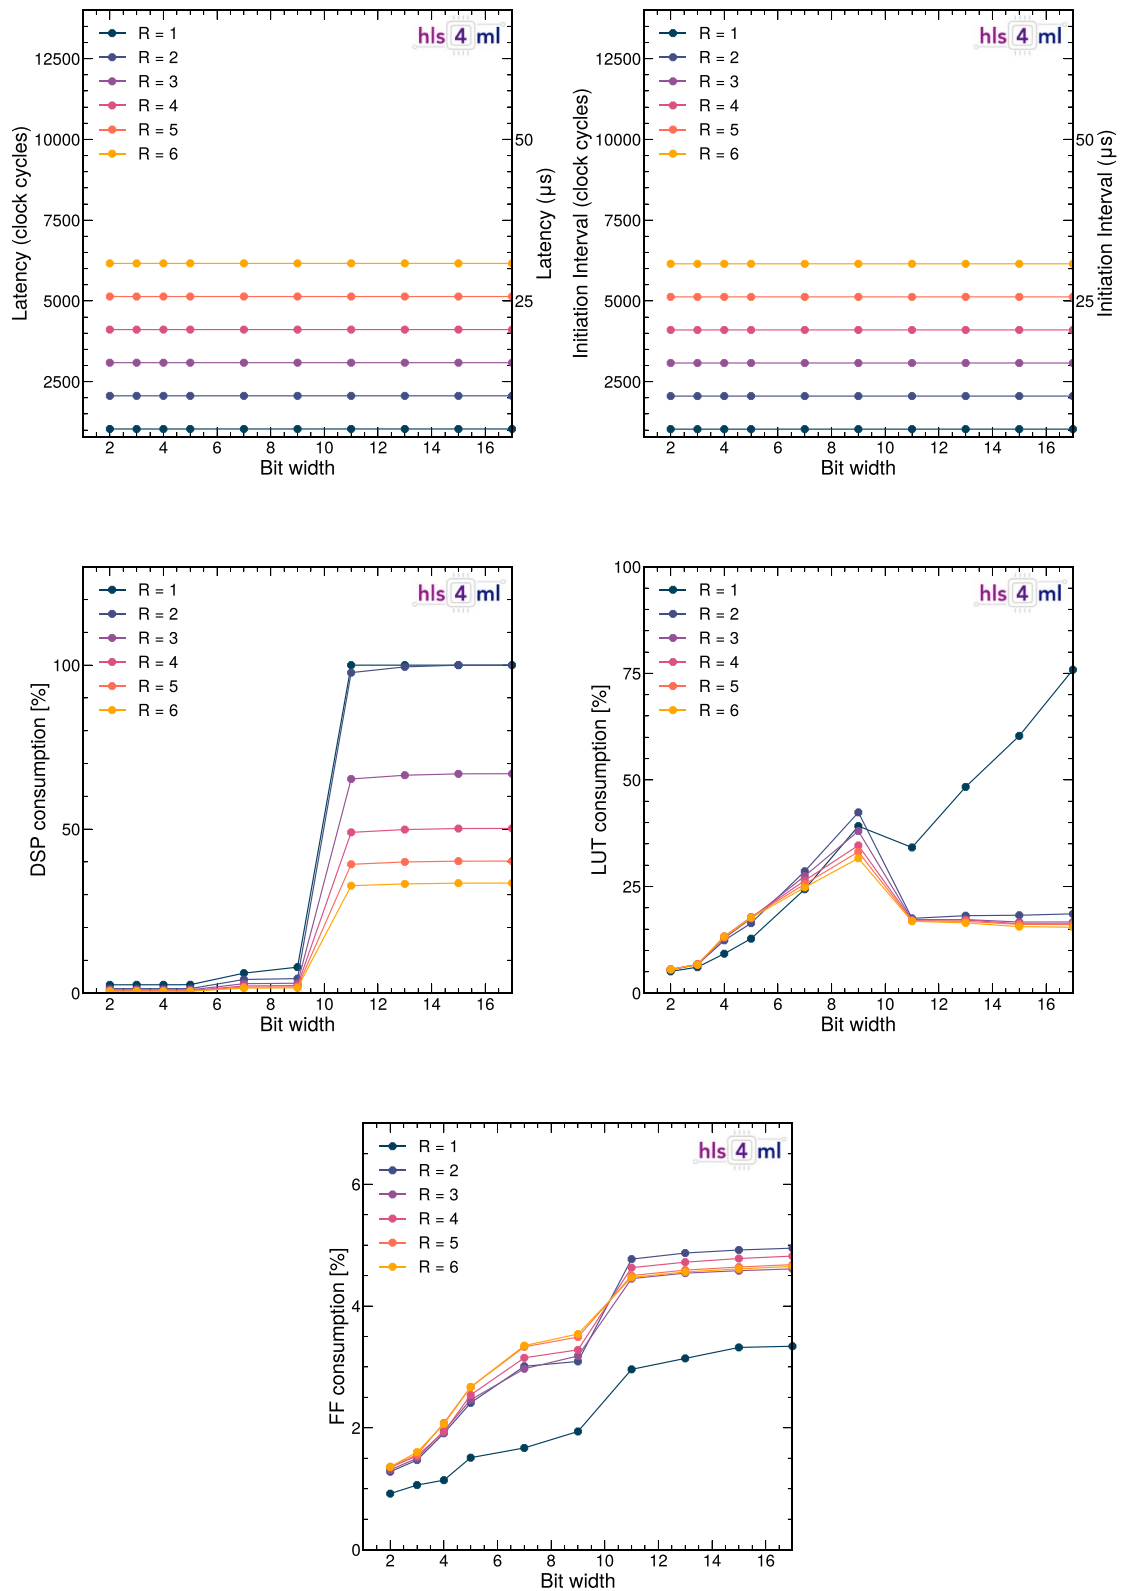 R = 1
R = 2
R = 3
R = 4
R = 5
R = 6
hls 4 ml
12500
10000
7500
5000
2500
50
25
2 4 6 8 10 12 14 16
Latency (clock cycles)
Latency (µs)
Bit width
R = 1
R = 2
R = 3
R = 4
R = 5
R = 6
hls 4 ml
12500
10000
7500
5000
2500
50
25
2 4 6 8 10 12 14 16
Initiation Interval (clock cycles)
Initiation Interval (µs)
Bit width
R = 1
R = 2
R = 3
R = 4
R = 5
R = 6
hls 4 ml
100
50
0
2 4 6 8 10 12 14 16
DSP consumption [%]
Bit width
R = 1
R = 2
R = 3
R = 4
R = 5
R = 6
hls 4 ml
100
75
50
25
0
2 4 6 8 10 12 14 16
LUT consumption [%]
Bit width
R = 1
R = 2
R = 3
R = 4
R = 5
R = 6
hls 4 ml
6
4
2
0
2 4 6 8 10 12 14 16
FF consumption [%]
Bit width